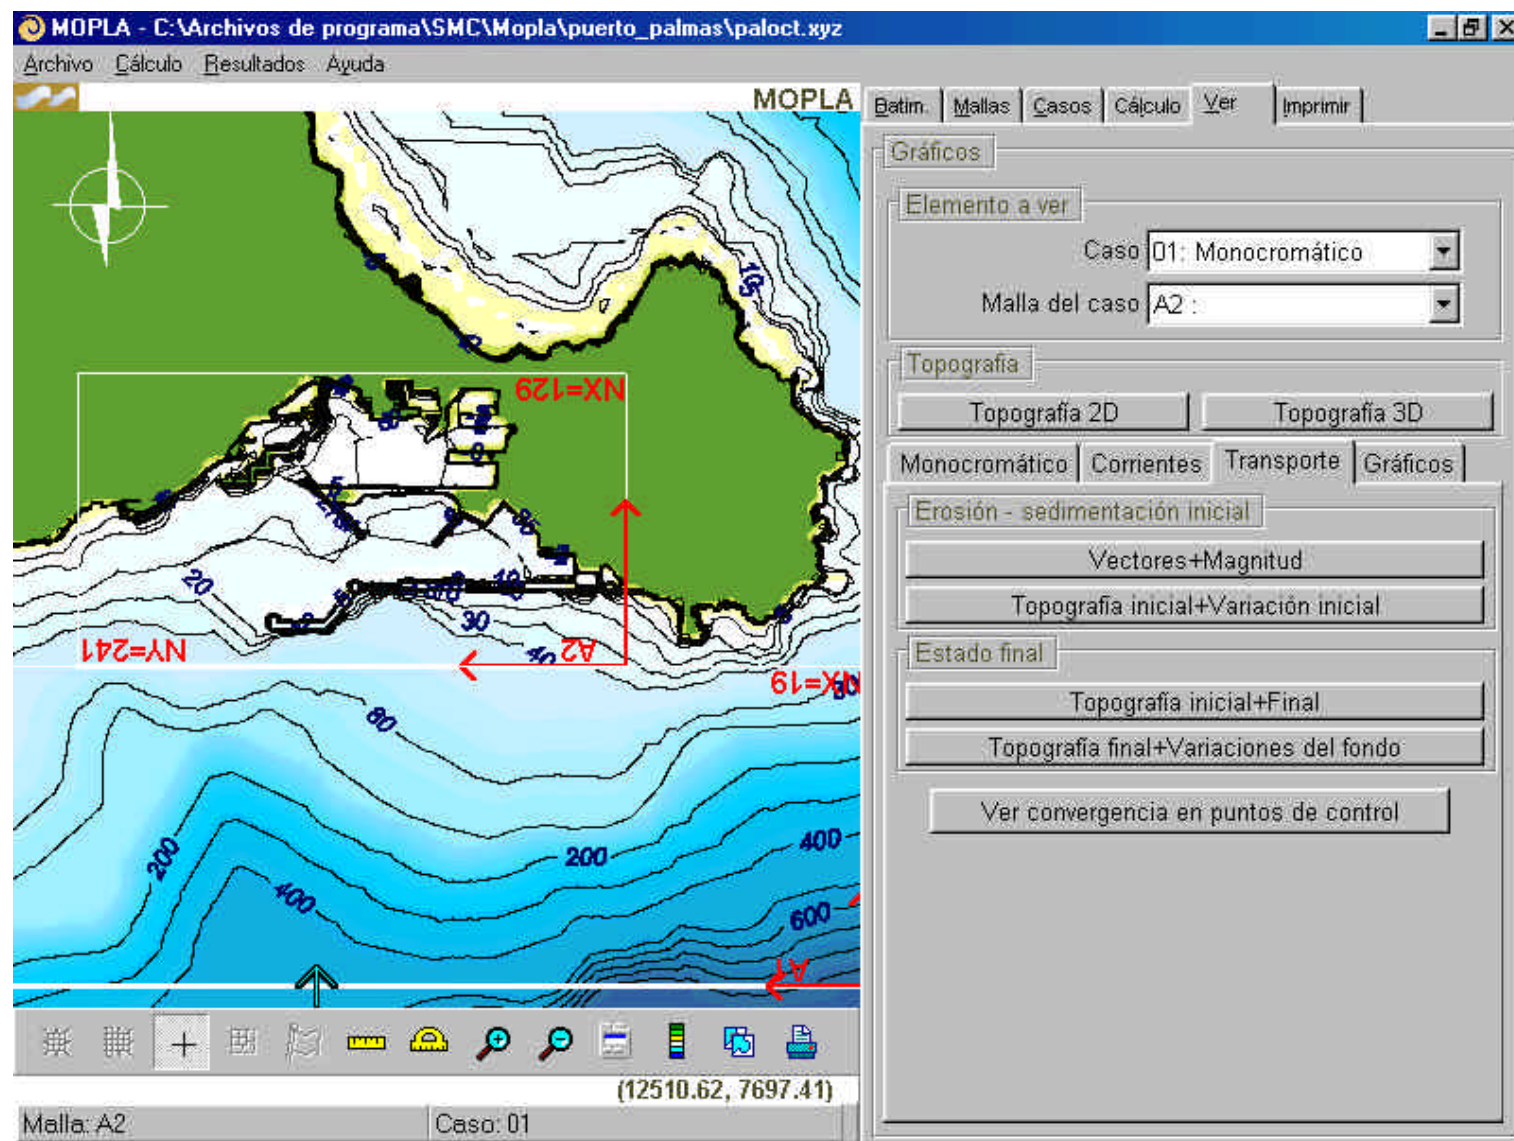 MOPLA - C:\Archivos de programa\SMC\Mopla\puerto_palmas\paloct.xyz
Archivo Cálculo Resultados Ayuda
MOPLA
Batim. Mallas Casos Cálculo Ver Imprimir
Gráficos
Elemento a ver
Caso 01: Monocromático
Malla del caso A2 :
Topografía
Topografía 2D Topografía 3D
Monocromático Corrientes Transporte Gráficos
Erosión - sedimentación inicial
Vectores+Magnitud
Topografía inicial+Variación inicial
Estado final
Topografía inicial+Final
Topografía final+Variaciones del fondo
Ver convergencia en puntos de control
NX=129
20
30
40
NY=241
A2
NX=19
80
200
200
400
400
600
A1
(12510.62, 7697.41)
Malla: A2 Caso: 01